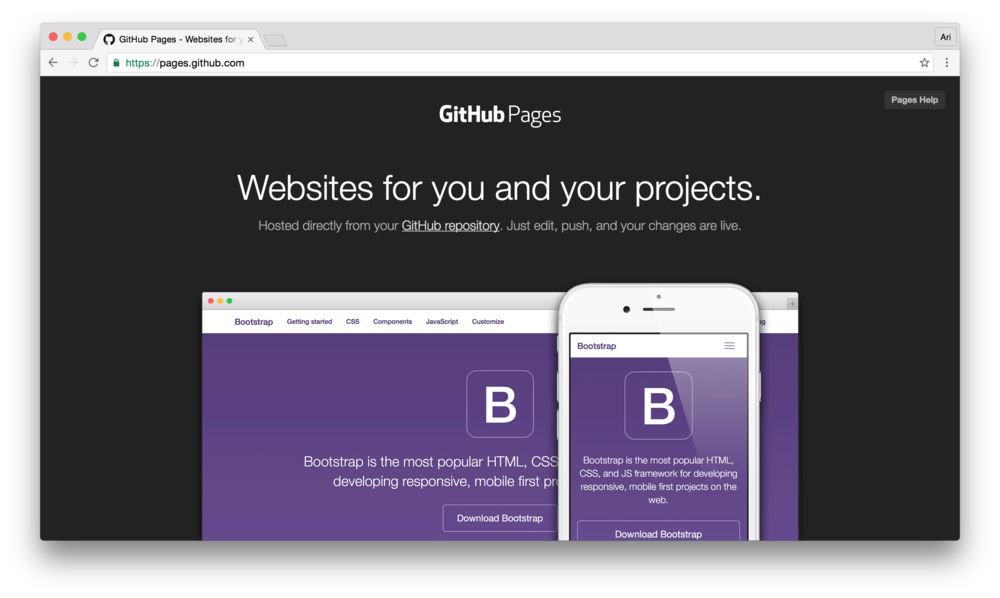 GitHub Pages - Websites for y
Ari
https://pages.github.com
Pages Help
GitHub Pages
Websites for you and your projects.
Hosted directly from your GitHub repository. Just edit, push, and your changes are live.
Bootstrap Getting started CSS Components JavaScript Customize
B
Bootstrap is the most popular HTML, CSS
developing responsive, mobile first pr
Download Bootstrap
Bootstrap
B
Bootstrap is the most popular HTML,
CSS, and JS framework for developing
responsive, mobile first projects on the
web.
Download Bootstrap